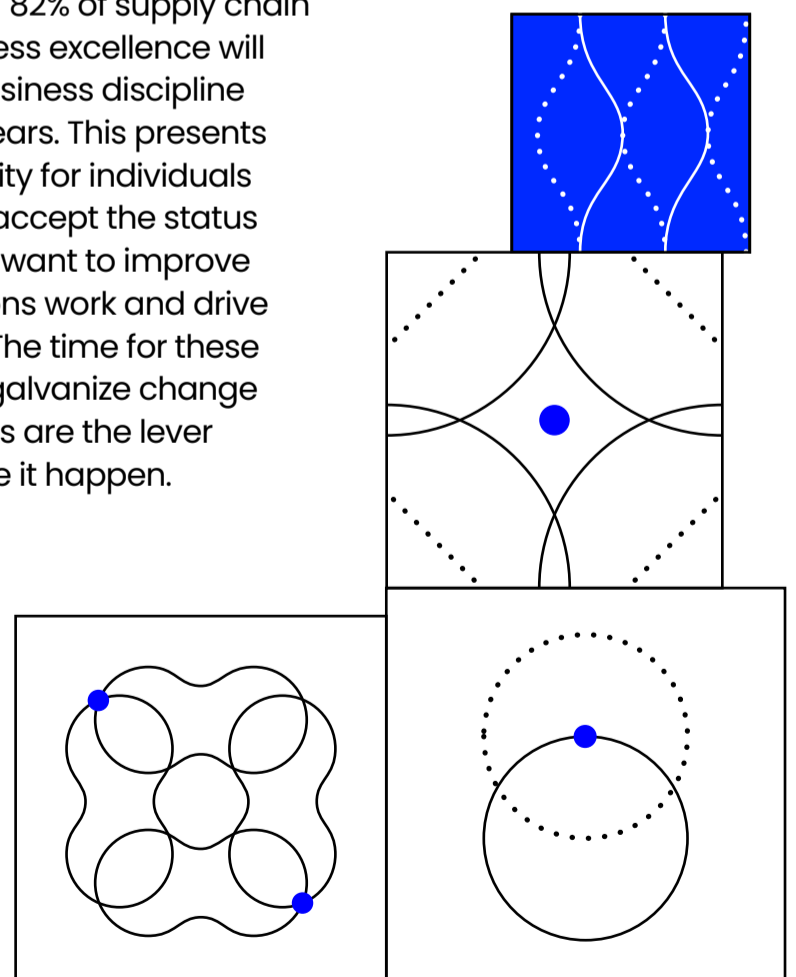 82% of supply chain
ess excellence will
siness discipline
ears. This presents
ity for individuals
accept the status
want to improve
ns work and drive
The time for these
galvanize change
s are the lever
e it happen.